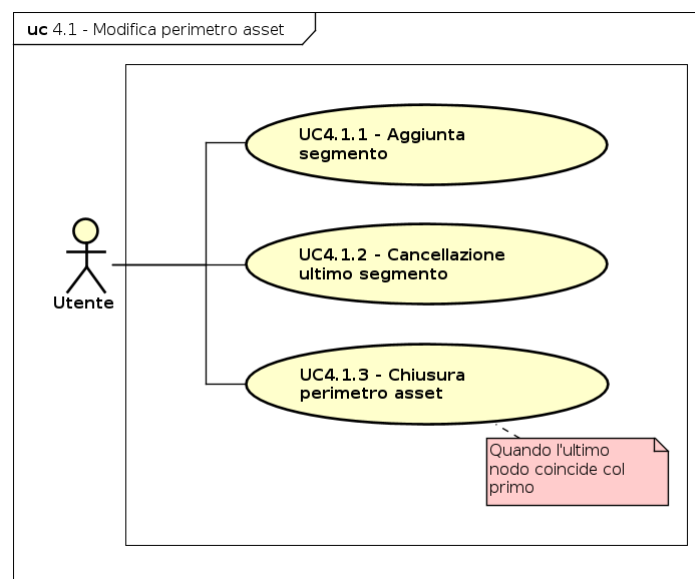 uc 4.1 - Modifica perimetro asset
UC4.1.1 - Aggiunta
segmento
UC4.1.2 - Cancellazione
ultimo segmento
Utente
UC4.1.3 - Chiusura
perimetro asset
Quando l'ultimo
nodo coincide col
primo